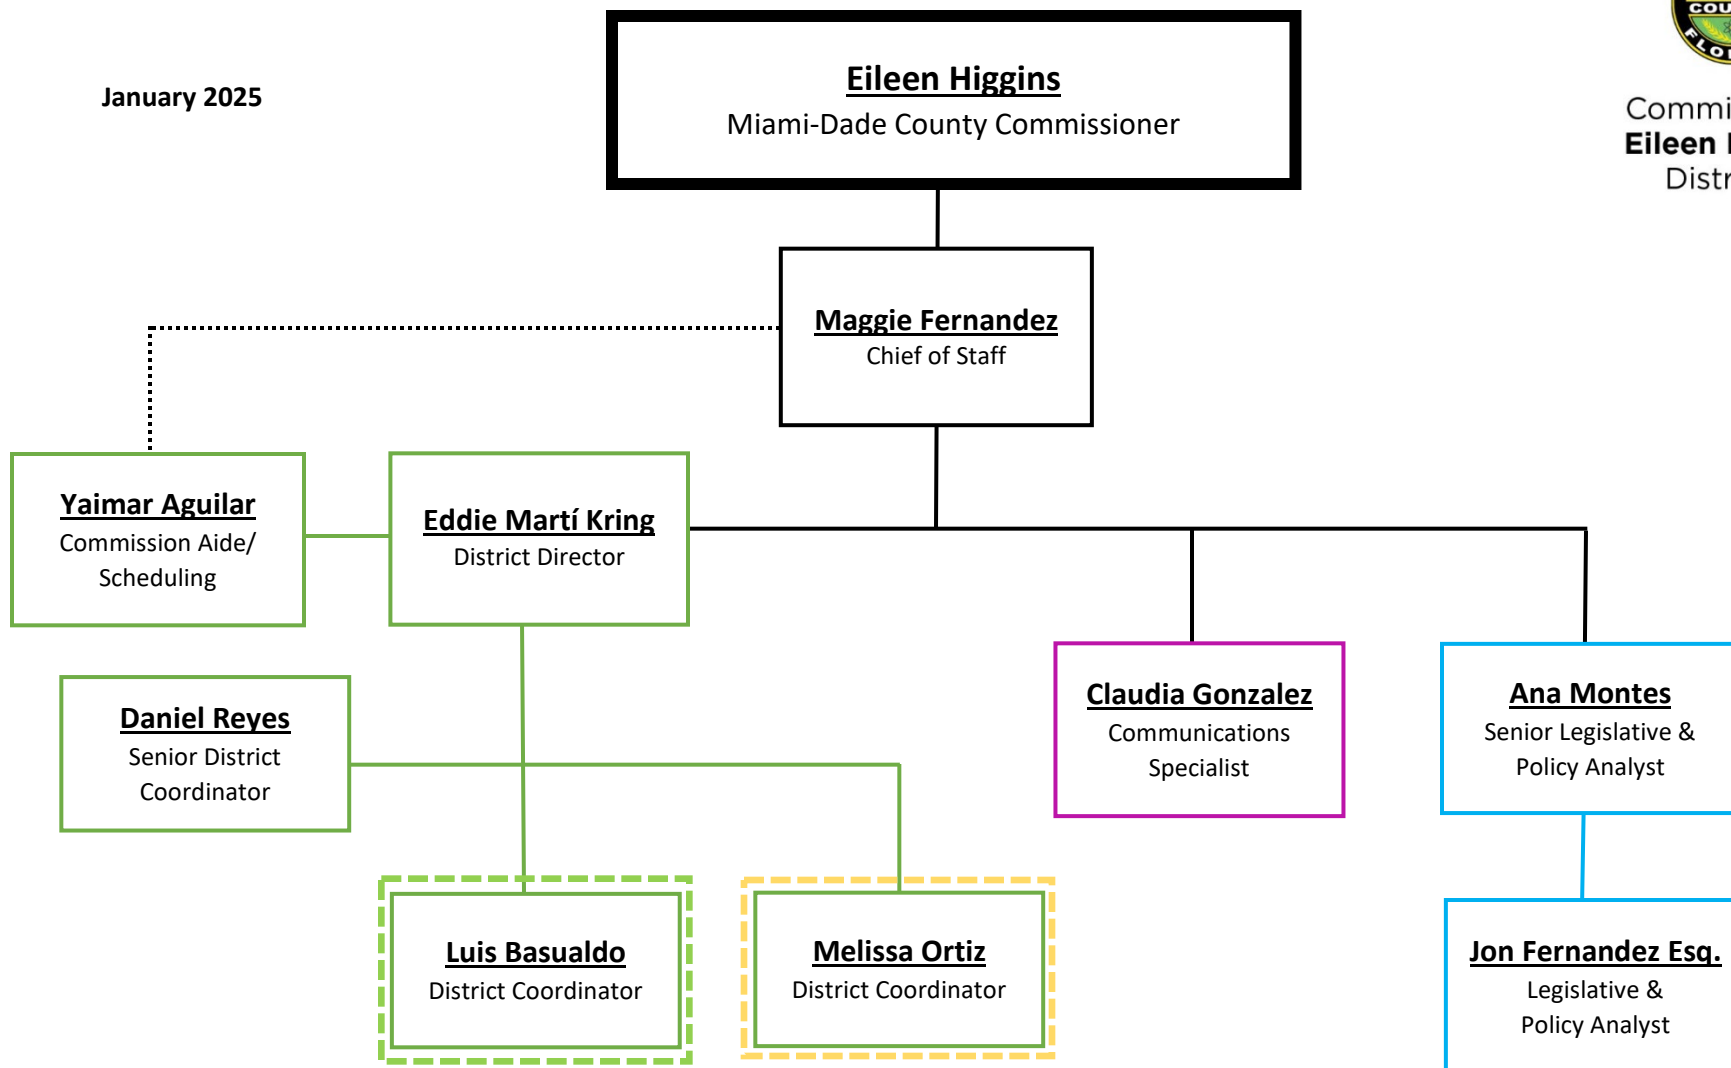 January 2025
Eileen Higgins
Miami-Dade County Commissioner
Eileen
Maggie Fernandez
Chief of Staff
Yaimar Aguilar
Commission Aide/
Scheduling
Eddie Martí Kring
District Director
Daniel Reyes
Senior District
Coordinator
Claudia Gonzalez
Communications
Specialist
Ana Montes
Senior Legislative &
Policy Analyst
Luis Basualdo
District Coordinator
Melissa Ortiz
District Coordinator
Jon Fernandez Esq.
Legislative &
Policy Analyst